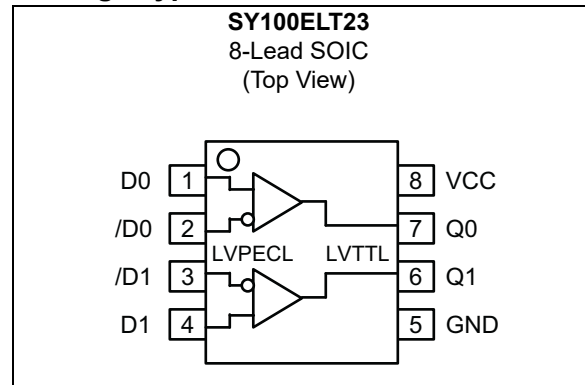 SY100ELT23
8-Lead SOIC
(Top View)
D0 1 8 VCC
/D0 2 7 Q0
LVPECL LVTTL
/D1 3 6 Q1
D1 4 5 GND